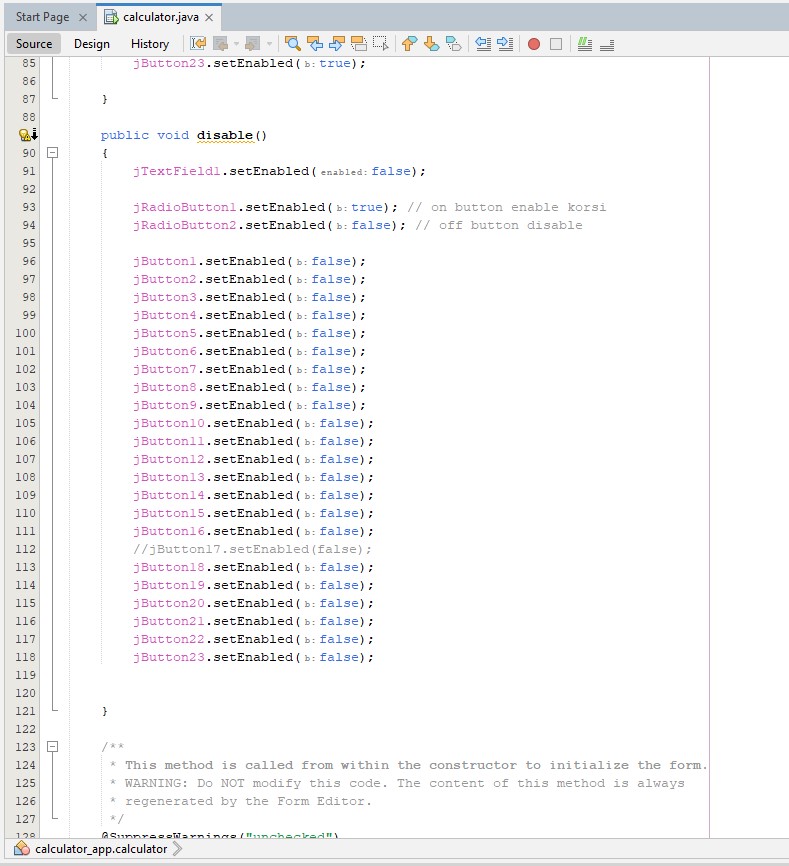 Start Page
calculator.java
Source Design History
85 jButton23.setEnabled( b: true);
86
87 }
88
public void disable()
90 {
91 jTextField1.setEnabled( enabled: false);
92
93 jRadioButton1.setEnabled( b: true); // on button enable korsi
94 jRadioButton2.setEnabled( b: false); // off button disable
95
96 jButton1.setEnabled( b: false);
97 jButton2.setEnabled( b: false);
98 jButton3.setEnabled( b: false);
99 jButton4.setEnabled( b: false);
100 jButton5.setEnabled( b: false);
101 jButton6.setEnabled( b: false);
102 jButton7.setEnabled( b: false);
103 jButton8.setEnabled( b: false);
104 jButton9.setEnabled( b: false);
105 jButton10.setEnabled( b: false);
106 jButton11.setEnabled( b: false);
107 jButton12.setEnabled( b: false);
108 jButton13.setEnabled( b: false);
109 jButton14.setEnabled( b: false);
110 jButton15.setEnabled( b: false);
111 jButton16.setEnabled( b: false);
112 //jButton17.setEnabled(false);
113 jButton18.setEnabled( b: false);
114 jButton19.setEnabled( b: false);
115 jButton20.setEnabled( b: false);
116 jButton21.setEnabled( b: false);
117 jButton22.setEnabled( b: false);
118 jButton23.setEnabled( b: false);
119
120
121 }
122
123 /**
124 * This method is called from within the constructor to initialize the form.
125 * WARNING: Do NOT modify this code. The content of this method is always
126 * regenerated by the Form Editor.
127 */
128 @SuppressWarnings("unchecked")
calculator_app.calculator